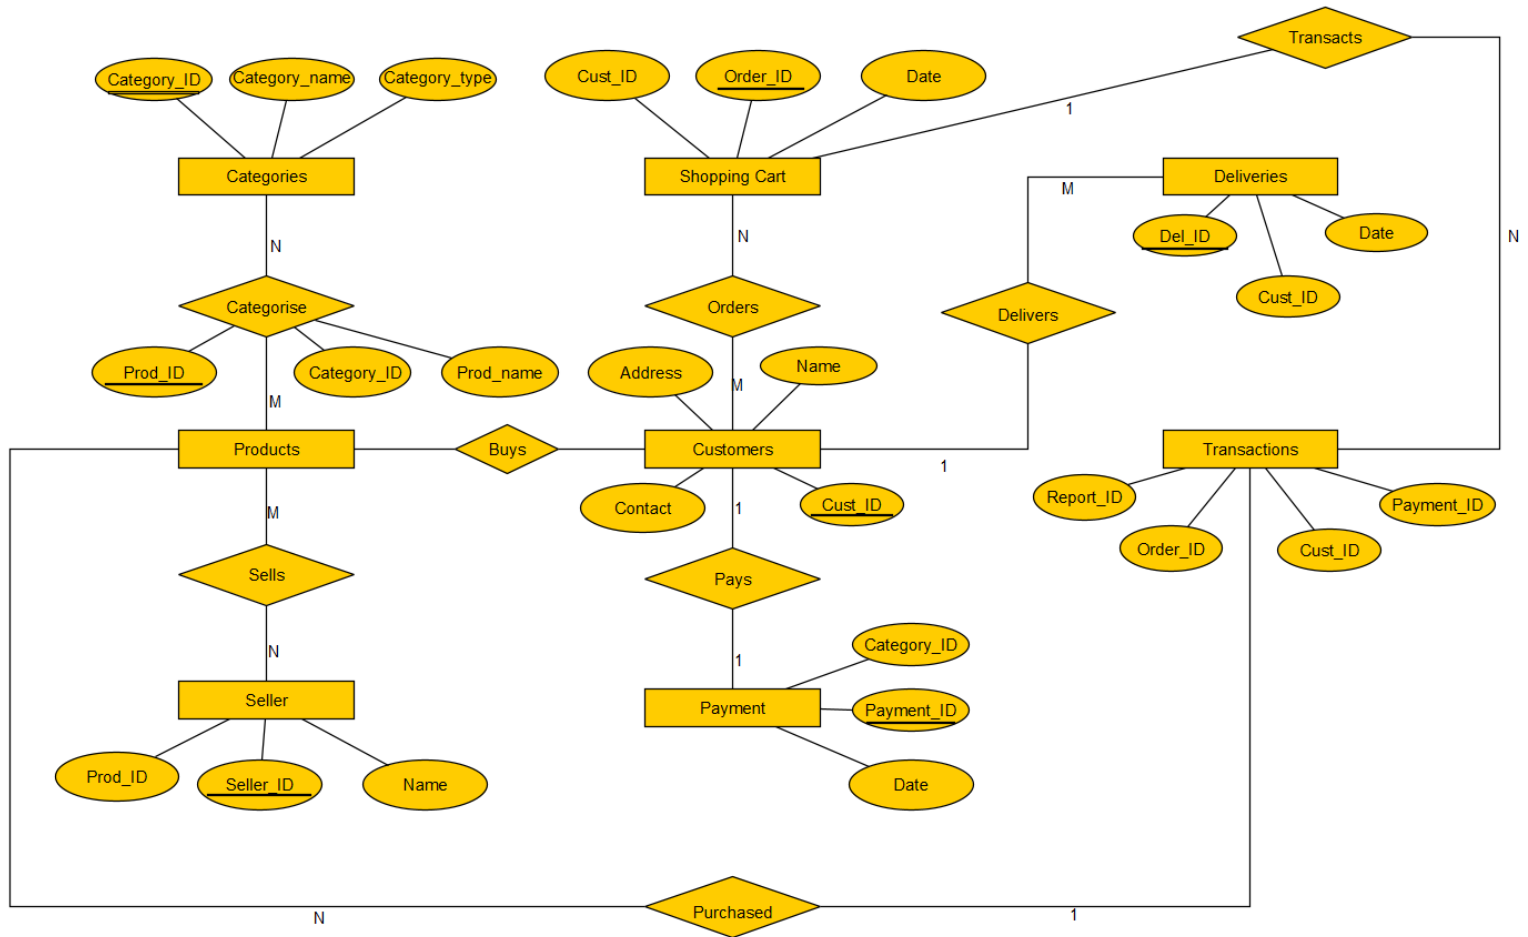 Transacts
Category_ID
Category_name
Category_type
Cust_ID
Order_ID
Date
1
Categories
Shopping Cart
Deliveries
M
Del_ID
Date
N
N
N
Cust_ID
Categorise
Orders
Delivers
Prod_ID
Category_ID
Prod_name
Address
Name
M
M
Products
Buys
Customers
1
Transactions
Contact
1
Cust_ID
Report_ID
Payment_ID
M
Order_ID
Cust_ID
Sells
Pays
N
1
Category_ID
Seller
Payment
Payment_ID
Prod_ID
Seller_ID
Name
Date
N
Purchased
1